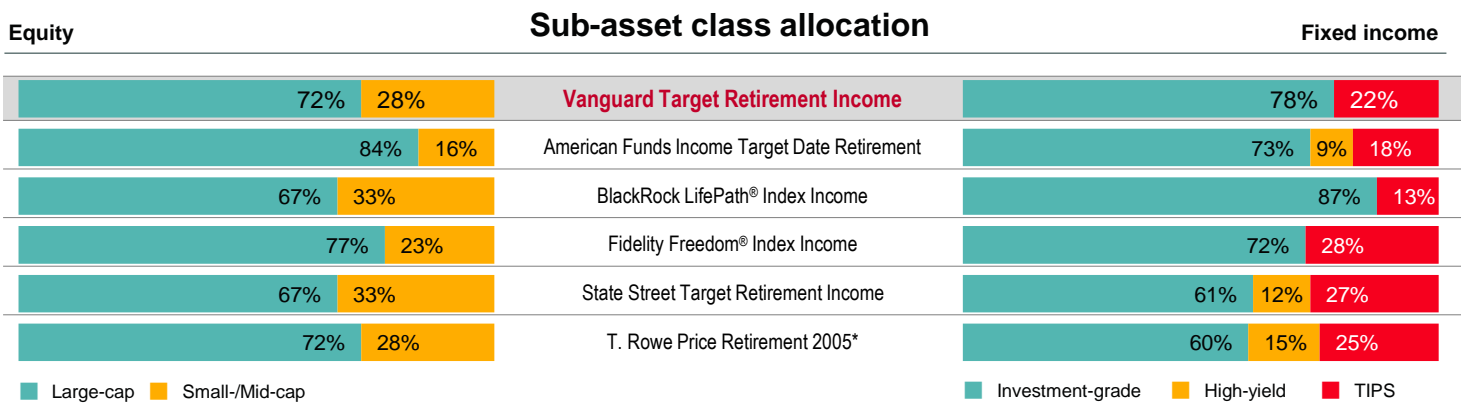 Equity Sub-asset class allocation Fixed income
72% 28% Vanguard Target Retirement Income 78% 22%
84% 16% American Funds Income Target Date Retirement 73% 9% 18%
67% 33% BlackRock LifePath® Index Income 87% 13%
77% 23% Fidelity Freedom® Index Income 72% 28%
67% 33% State Street Target Retirement Income 61% 12% 27%
72% 28% T. Rowe Price Retirement 2005* 60% 15% 25%
Large-cap Small-/Mid-cap Investment-grade High-yield TIPS